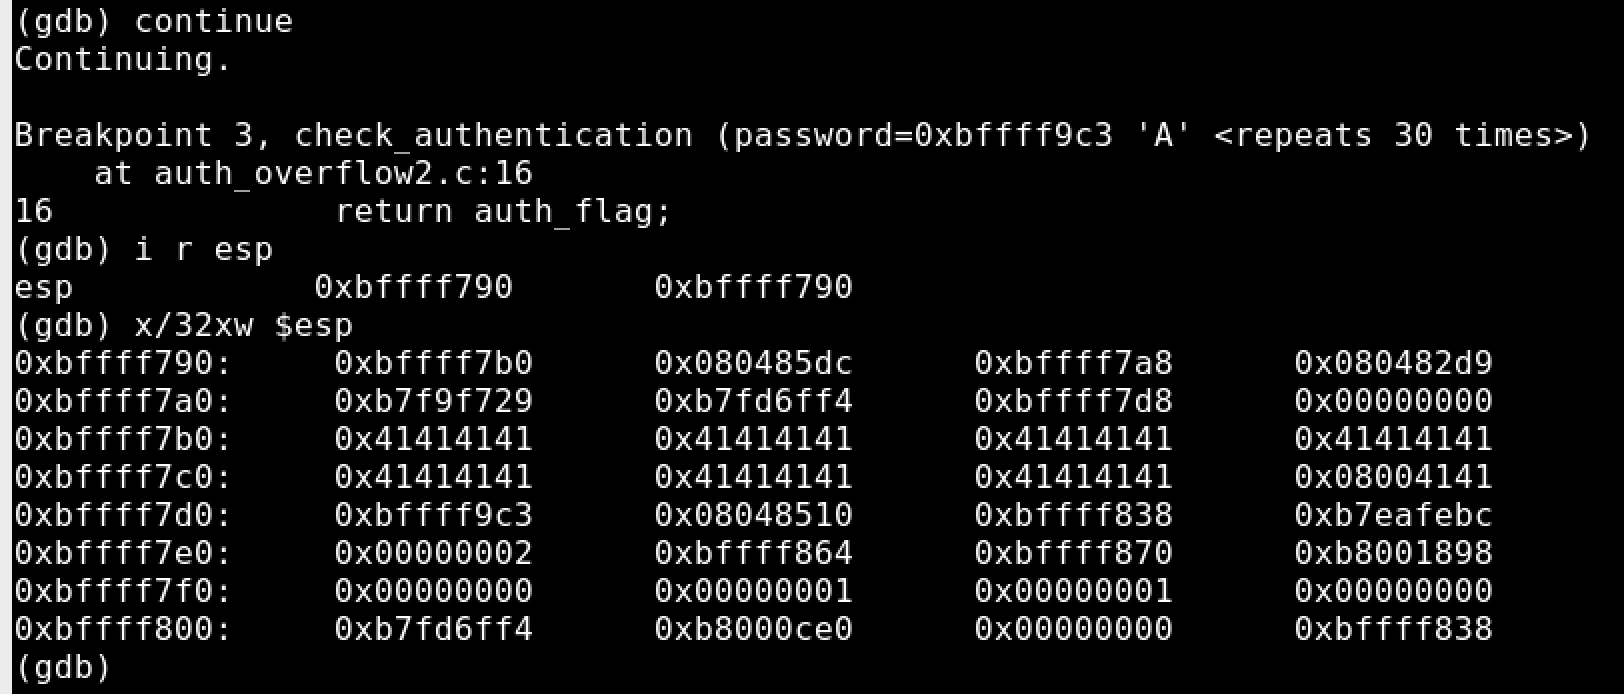 (gdb) continue
Continuing.
Breakpoint 3, check_authentication (password=0xbffff9c3 'A' <repeats 30 times>)
    at auth_overflow2.c:16
16              return auth_flag;
(gdb) i r esp
esp            0xbffff790       0xbffff790
(gdb) x/32xw $esp
0xbffff790:     0xbffff7b0      0x080485dc      0xbffff7a8      0x080482d9
0xbffff7a0:     0xb7f9f729      0xb7fd6ff4      0xbffff7d8      0x00000000
0xbffff7b0:     0x41414141      0x41414141      0x41414141      0x41414141
0xbffff7c0:     0x41414141      0x41414141      0x41414141      0x08004141
0xbffff7d0:     0xbffff9c3      0x08048510      0xbffff838      0xb7eafebc
0xbffff7e0:     0x00000002      0xbffff864      0xbffff870      0xb8001898
0xbffff7f0:     0x00000000      0x00000001      0x00000001      0x00000000
0xbffff800:     0xb7fd6ff4      0xb8000ce0      0x00000000      0xbffff838
(gdb)